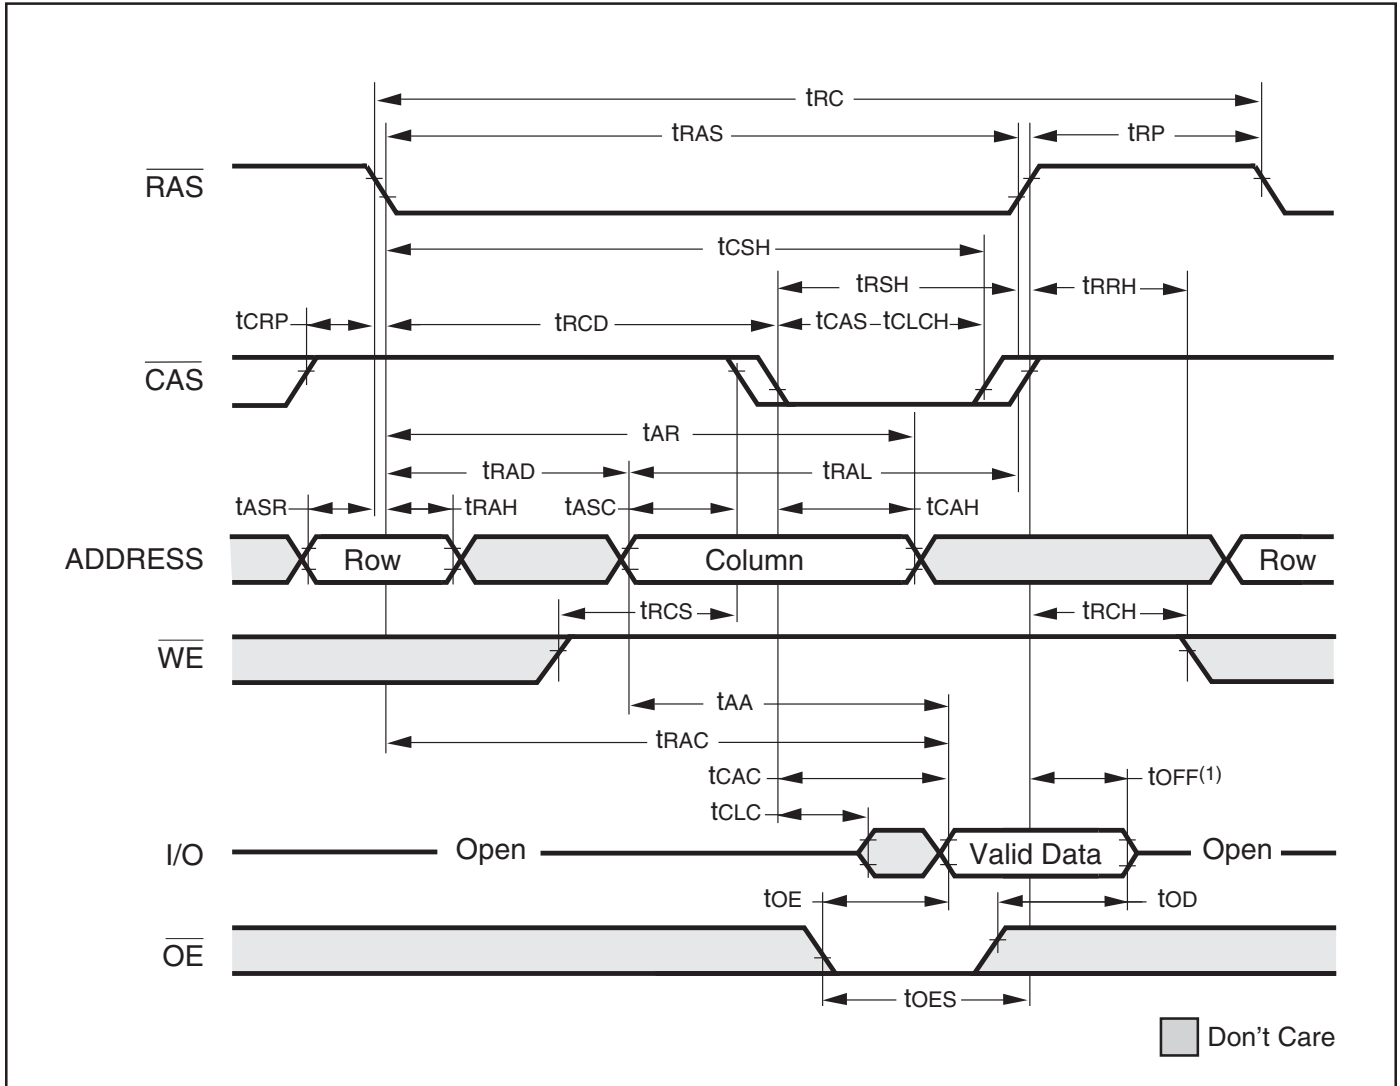 tRC
tRAS tRP
RAS
tCSH
tRSH tRRH
tCRP tRCD tCAS tCLCH
CAS
tAR
tRAD tRAL
tASR tRAH tASC tCAH
ADDRESS Row Column Row
tRCS tRCH
WE
tAA
tRAC
tCAC tOFF(1)
tCLC
I/O Open Valid Data Open
tOE tOD
OE
tOES
Don't Care